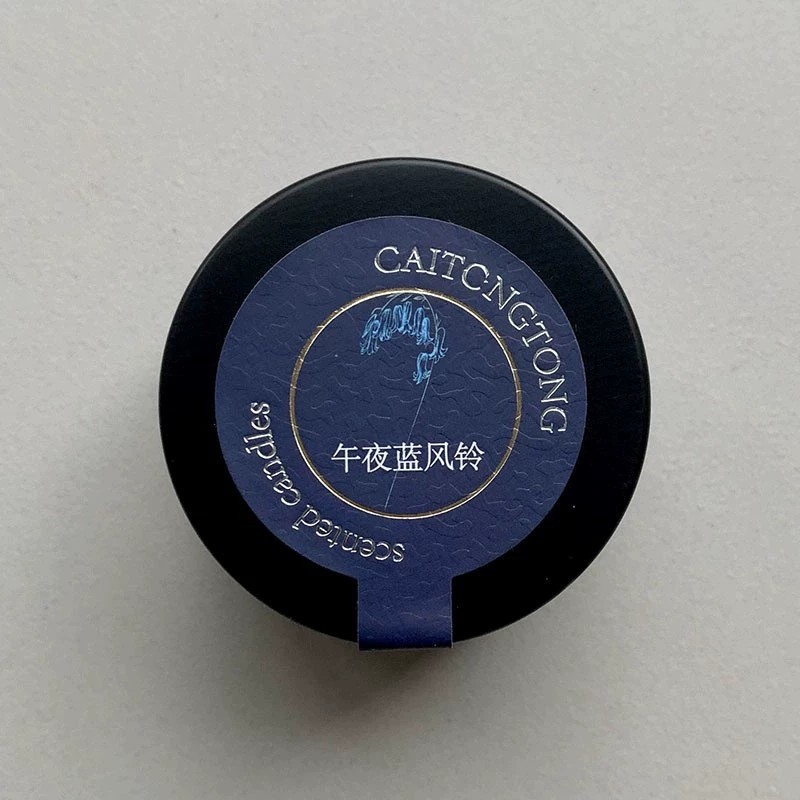 CAITONGTONG
午夜蓝风铃
scented candles